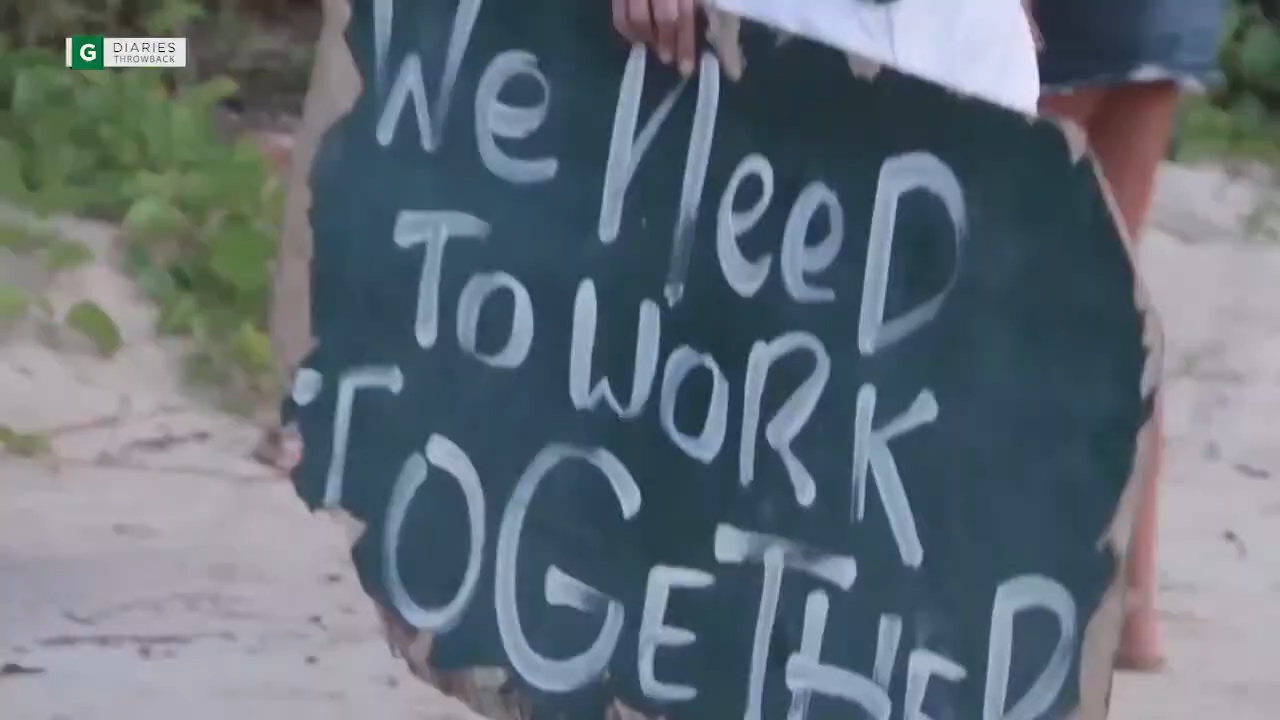 G DIARIES
THROWBACK
We NeeD
To WORK
TOGETHER